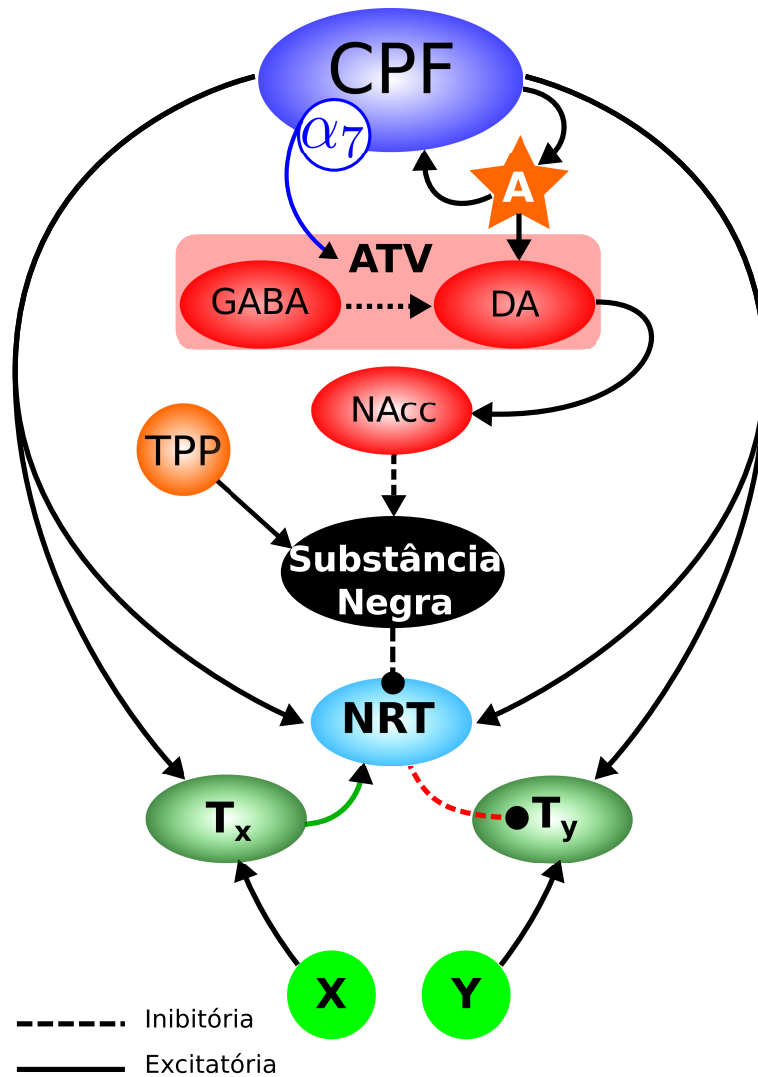 CPF
α7
A
ATV
GABA
DA
NAcc
TPP
Substância
Negra
NRT
Tx
Ty
X
Y
Inibitória
Excitatória